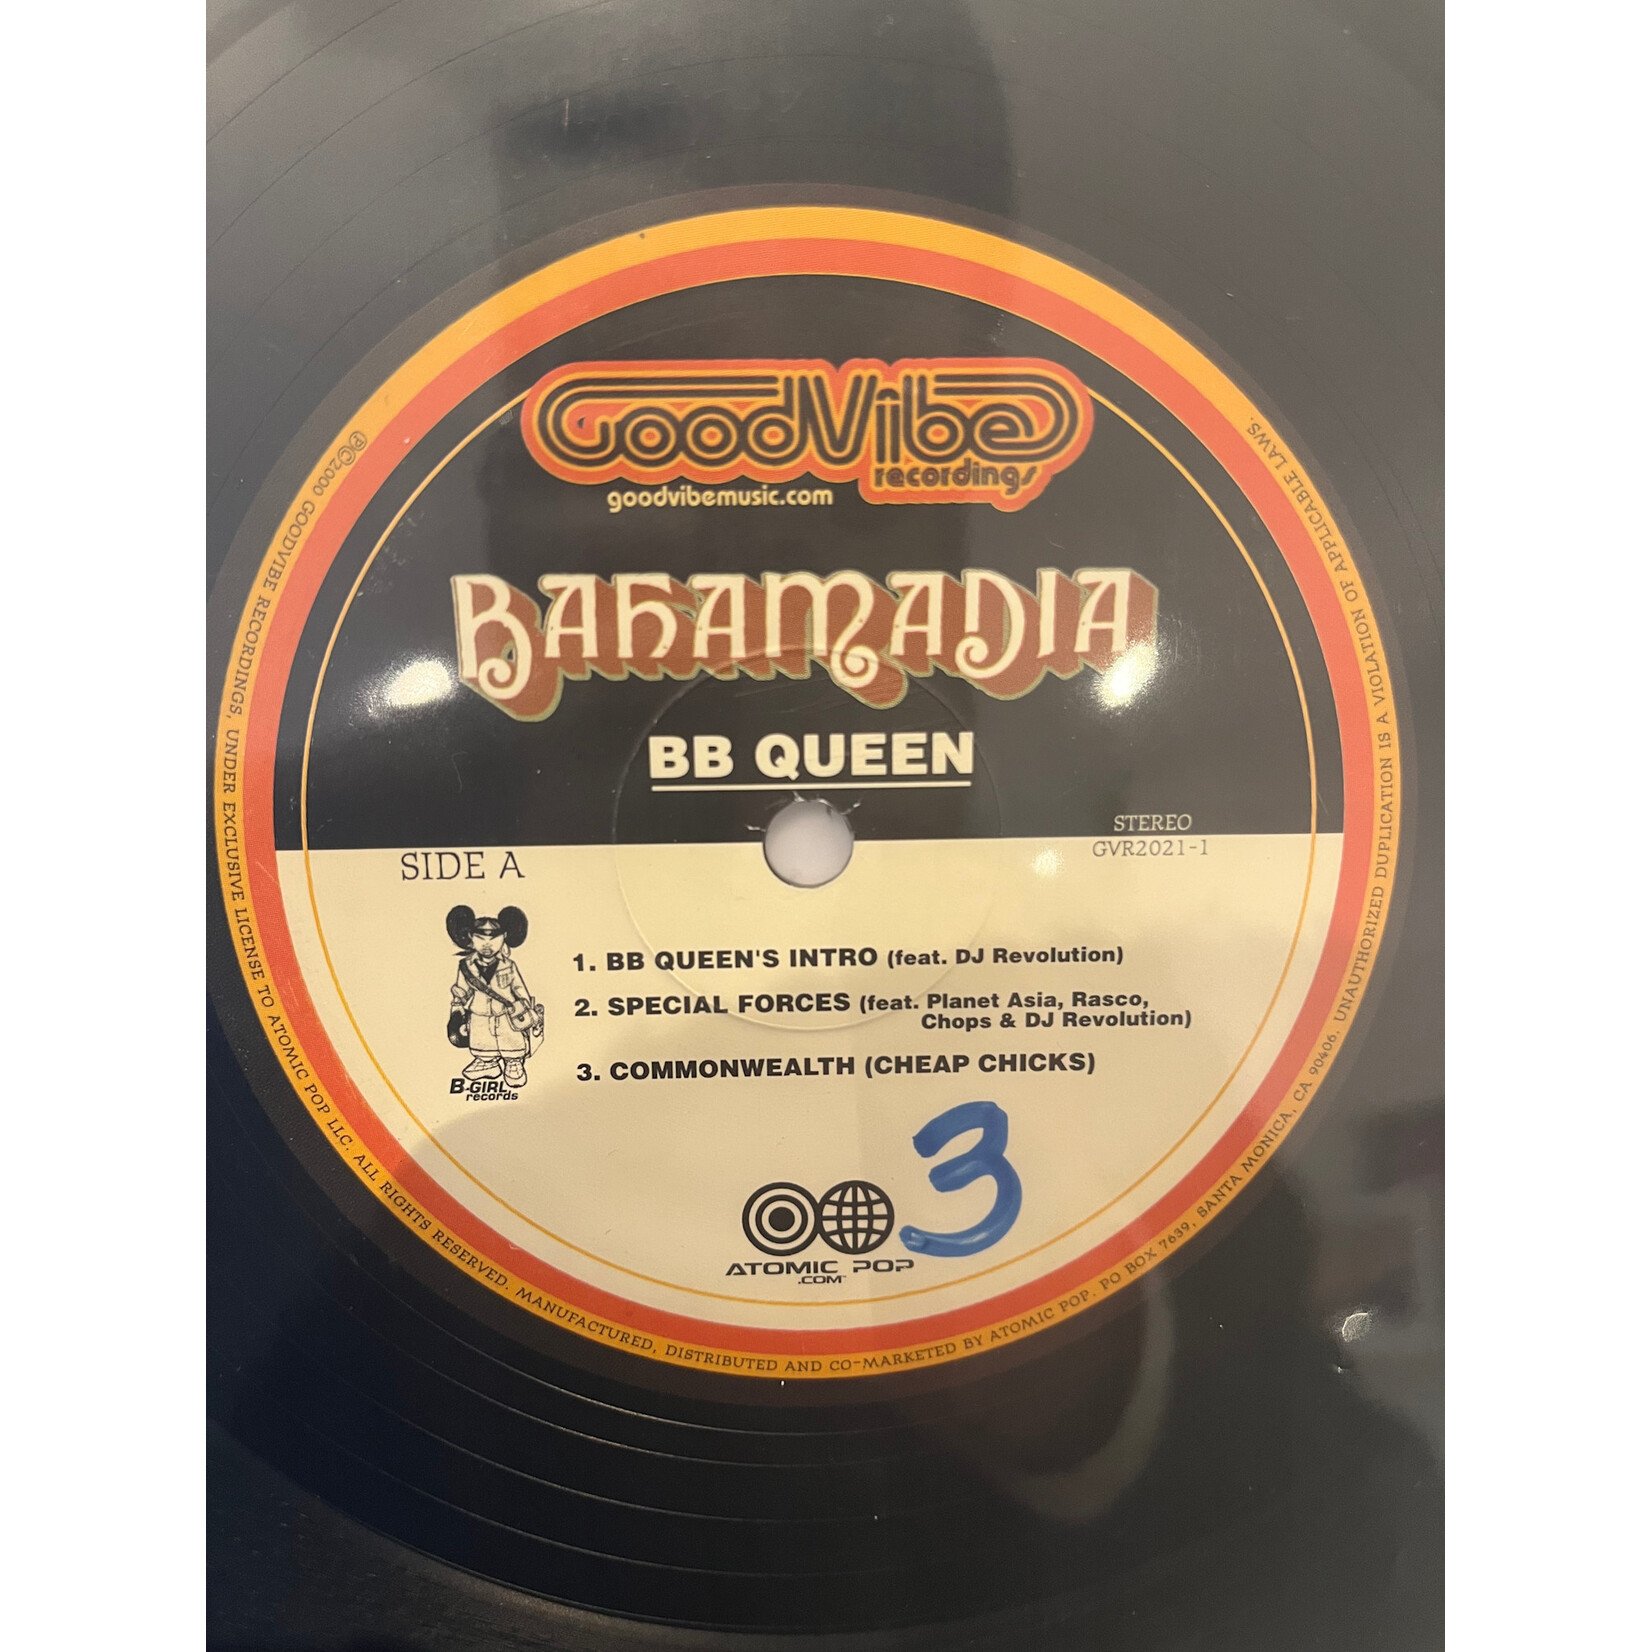 GoodVibe
recordings
goodvibemusic.com
BAHAMADIA
BB QUEEN
STEREO
GVR2021-1
SIDE A
1. BB QUEEN'S INTRO (feat. DJ Revolution)
2. SPECIAL FORCES (feat. Planet Asia, Rasco,
Chops & DJ Revolution)
3. COMMONWEALTH (CHEAP CHICKS)
B-GIRL
records
3
ATOMIC POP
.COM™
ⓅⒸ2000 GOODVIBE RECORDINGS, UNDER EXCLUSIVE LICENSE TO ATOMIC POP LLC. ALL RIGHTS RESERVED. MANUFACTURED, DISTRIBUTED AND CO-MARKETED BY ATOMIC POP. PO BOX 7639, SANTA MONICA, CA 90406. UNAUTHORIZED DUPLICATION IS A VIOLATION OF APPLICABLE LAWS.